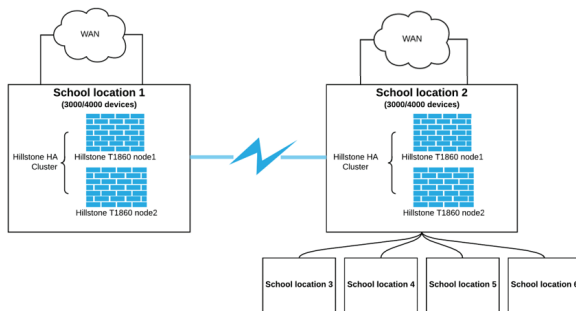 WAN
WAN
School location 1
(3000/4000 devices)
Hillstone HA
Cluster
Hillstone T1860 node1
Hillstone T1860 node2
School location 2
(3000/4000 devices)
Hillstone HA
Cluster
Hillstone T1860 node1
Hillstone T1860 node2
School location 3
School location 4
School location 5
School location 6